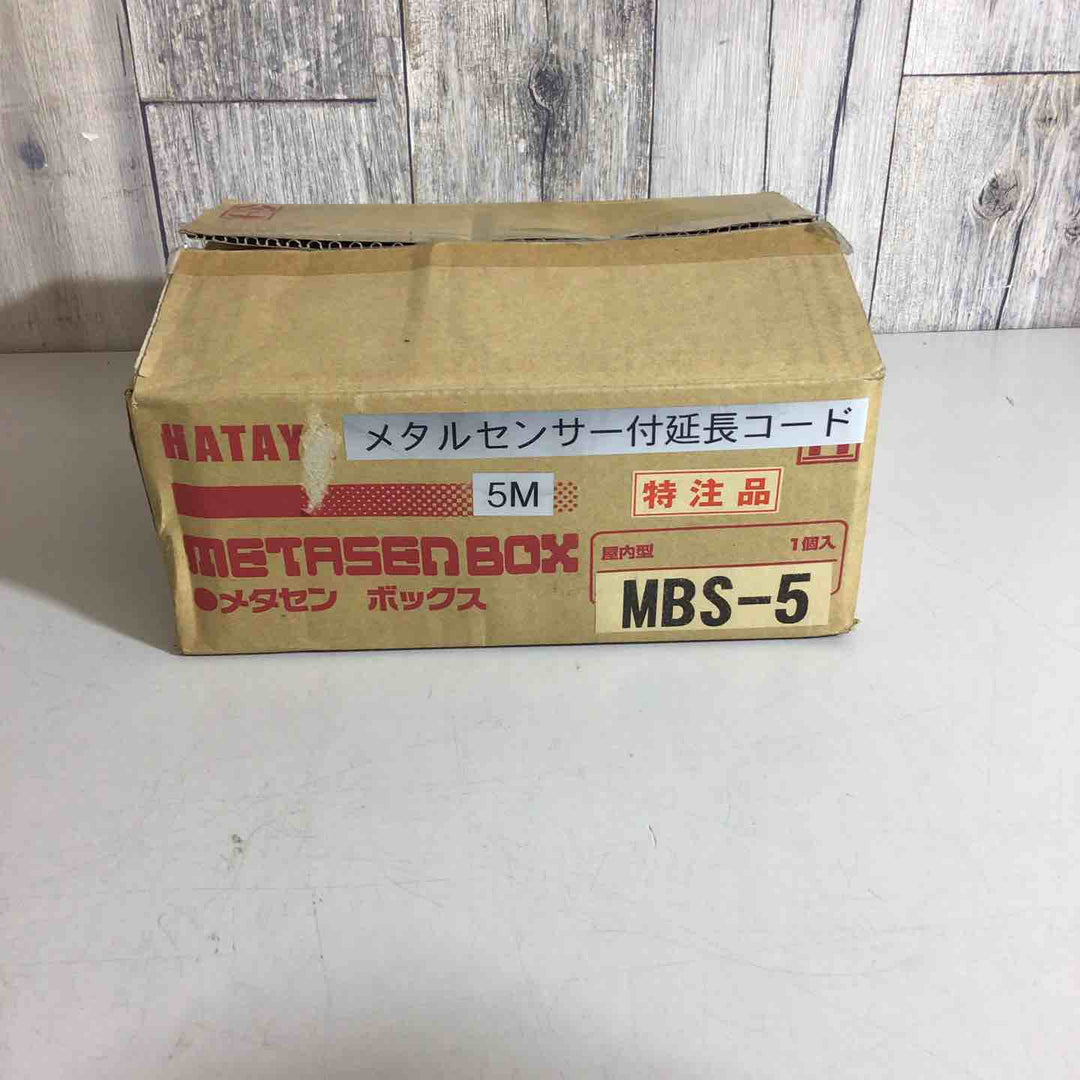 HATAY
メタルセンサー付延長コード
5M
特注品
METASEN BOX
屋内型 1個入
●メタセン ボックス
MBS-5